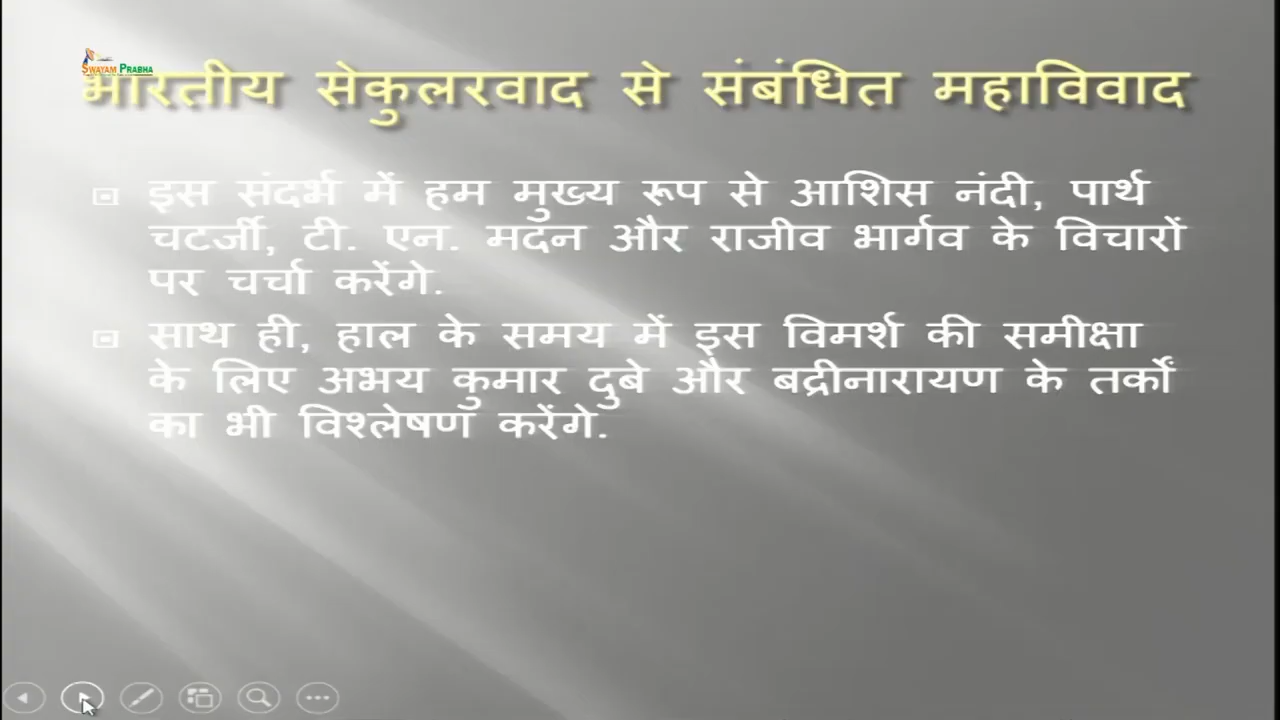 SWAYAM PRABHA
भारतीय सेकुलरवाद से संबंधित महाविवाद
इस संदर्भ में हम मुख्य रूप से आशिस नंदी, पार्थ
चटर्जी, टी. एन. मदन और राजीव भार्गव के विचारों
पर चर्चा करेंगे.
साथ ही, हाल के समय में इस विमर्श की समीक्षा
के लिए अभय कुमार दुबे और बद्रीनारायण के तर्कों
का भी विश्लेषण करेंगे.